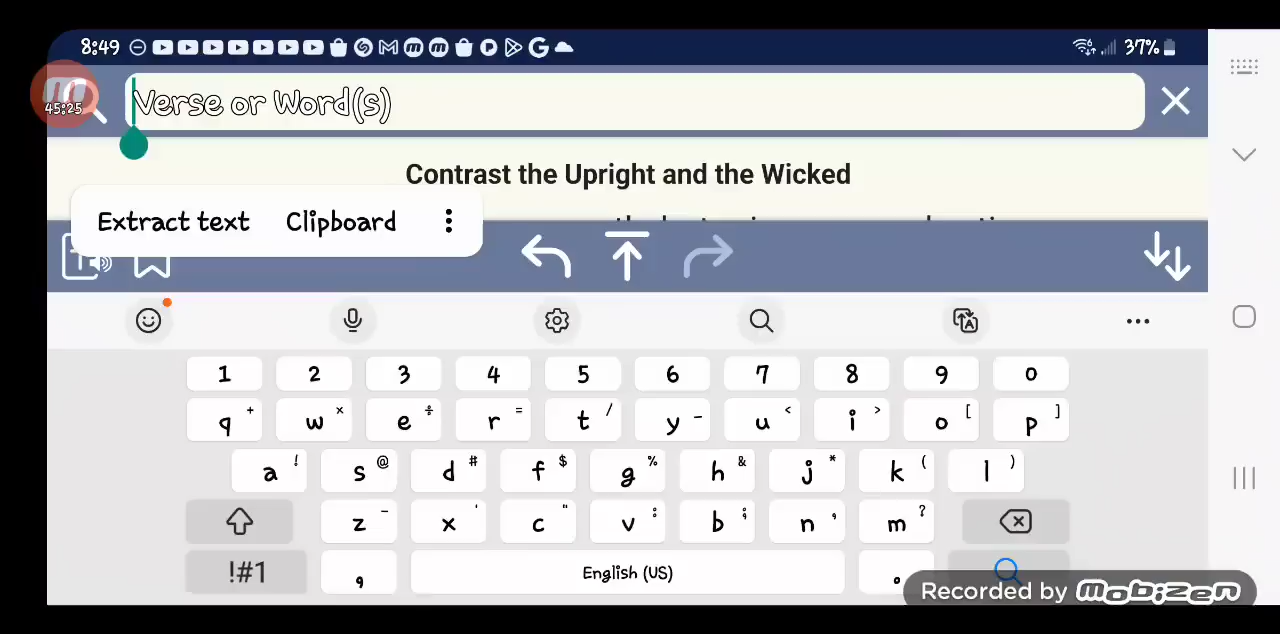 8:49 37%
45:25
Verse or Word(s)
Contrast the Upright and the Wicked
Extract text Clipboard
1 2 3 4 5 6 7 8 9 0
q + w × e ÷ r = t / y - u < i > o [ p ]
a ! s @ d # f $ g % h & j * k ( l )
z - x ' c " v : b ; n , m ?
!#1 , English (US) .
Recorded by mobizen